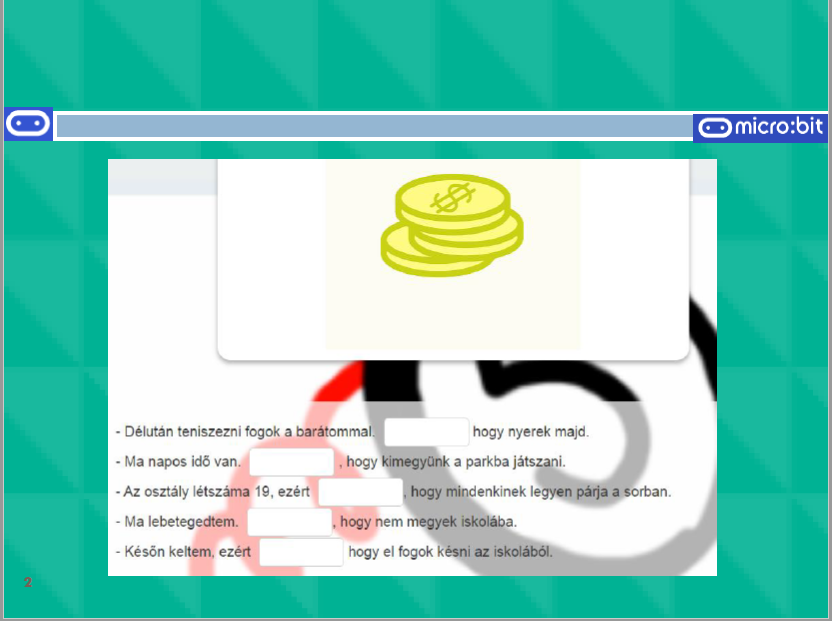 micro:bit
- Délután teniszezni fogok a barátommal. hogy nyerek majd.
- Ma napos idő van. , hogy kimegyünk a parkba játszani.
- Az osztály létszáma 19, ezért , hogy mindenkinek legyen párja a sorban.
- Ma lebetegedtem. , hogy nem megyek iskolába.
- Későn keltem, ezért hogy el fogok késni az iskolából.
2